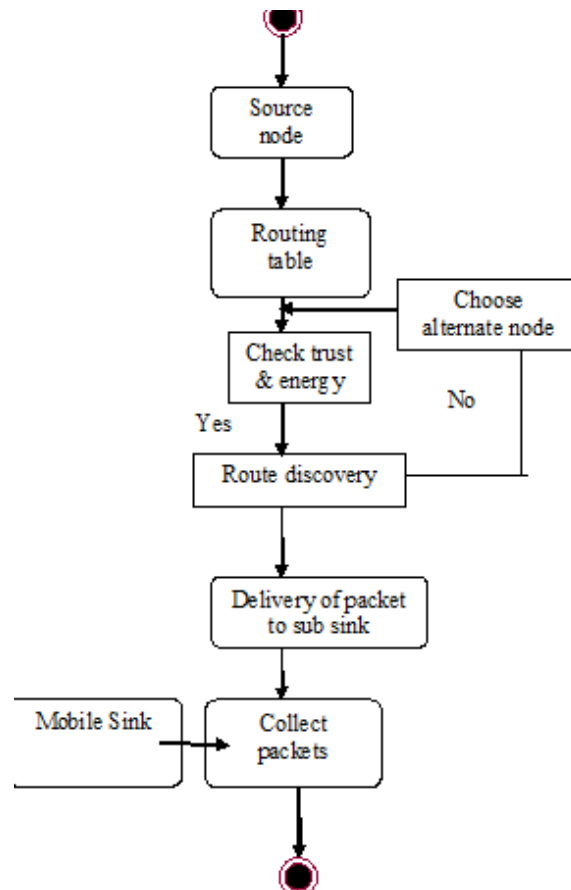 Source
node
Routing
table
Choose
alternate node
Check trust
& energy
No
Yes
Route discovery
Delivery of packet
to sub sink
Mobile Sink
Collect
packets